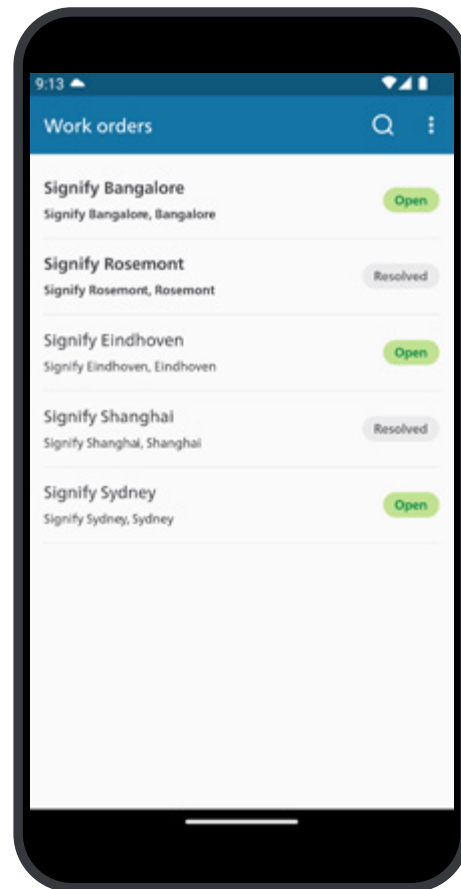 9:13
Work orders
Signify Bangalore
Signify Bangalore, Bangalore
Open
Signify Rosemont
Signify Rosemont, Rosemont
Resolved
Signify Eindhoven
Signify Eindhoven, Eindhoven
Open
Signify Shanghai
Signify Shanghai, Shanghai
Resolved
Signify Sydney
Signify Sydney, Sydney
Open